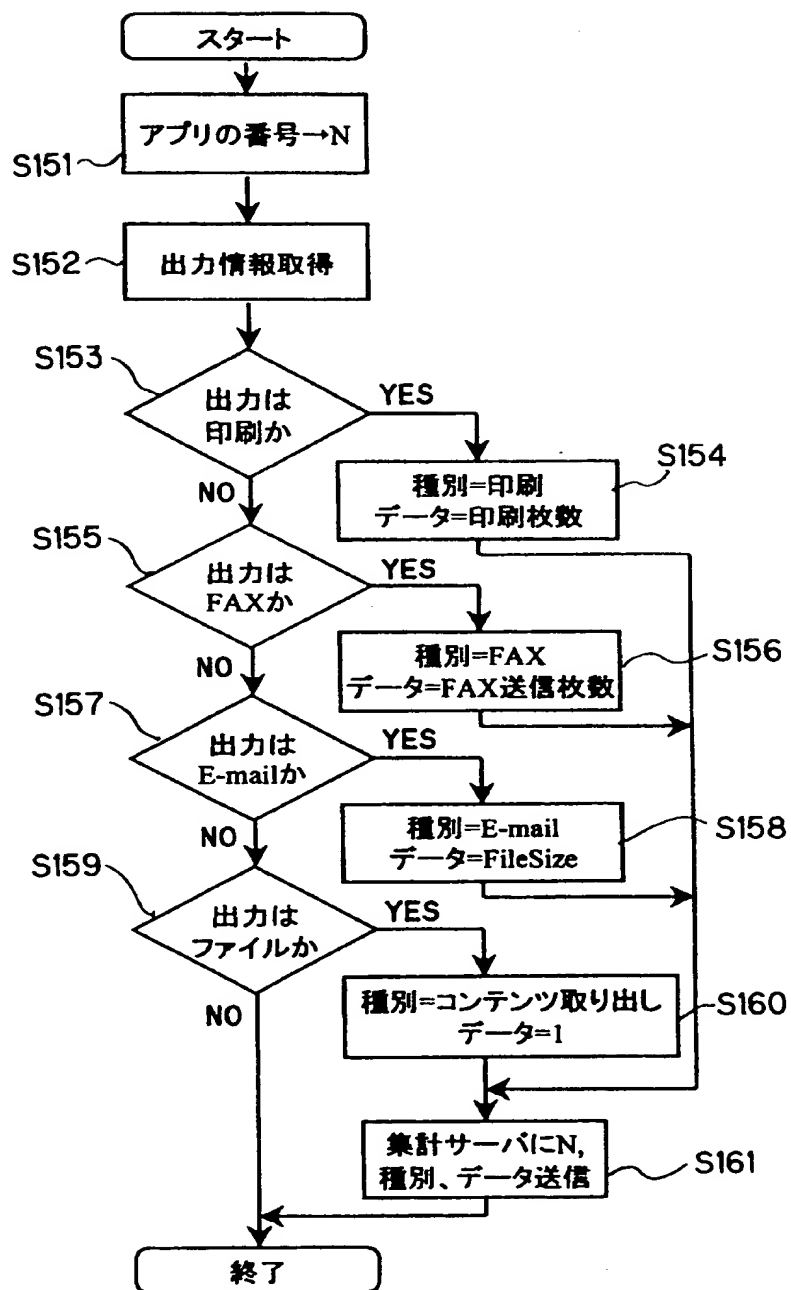 スタート
アプリの番号→N
S151
出力情報取得
S152
S153
出力は
印刷か
YES
NO
S154
種別=印刷
データ=印刷枚数
S155
出力は
FAXか
YES
NO
S156
種別=FAX
データ=FAX送信枚数
S157
出力は
E-mailか
YES
NO
S158
種別=E-mail
データ=FileSize
S159
出力は
ファイルか
YES
NO
S160
種別=コンテンツ取り出し
データ=1
集計サーバにN,
種別、データ送信
S161
終了